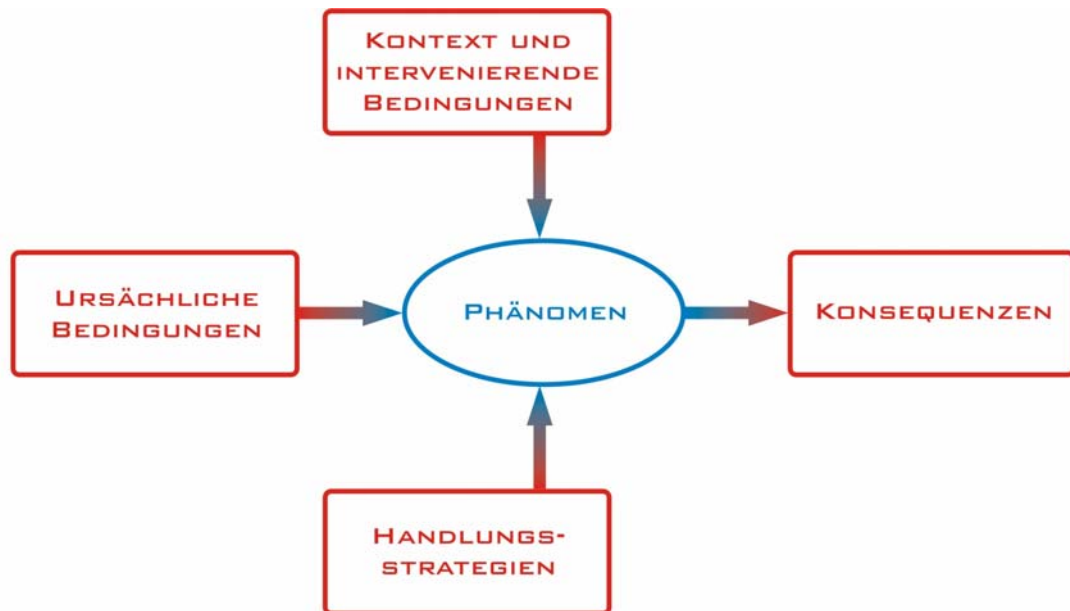 KONTEXT UND
INTERVENIERENDE
BEDINGUNGEN
URSÄCHLICHE
BEDINGUNGEN
PHÄNOMEN
KONSEQUENZEN
HANDLUNGS-
STRATEGIEN